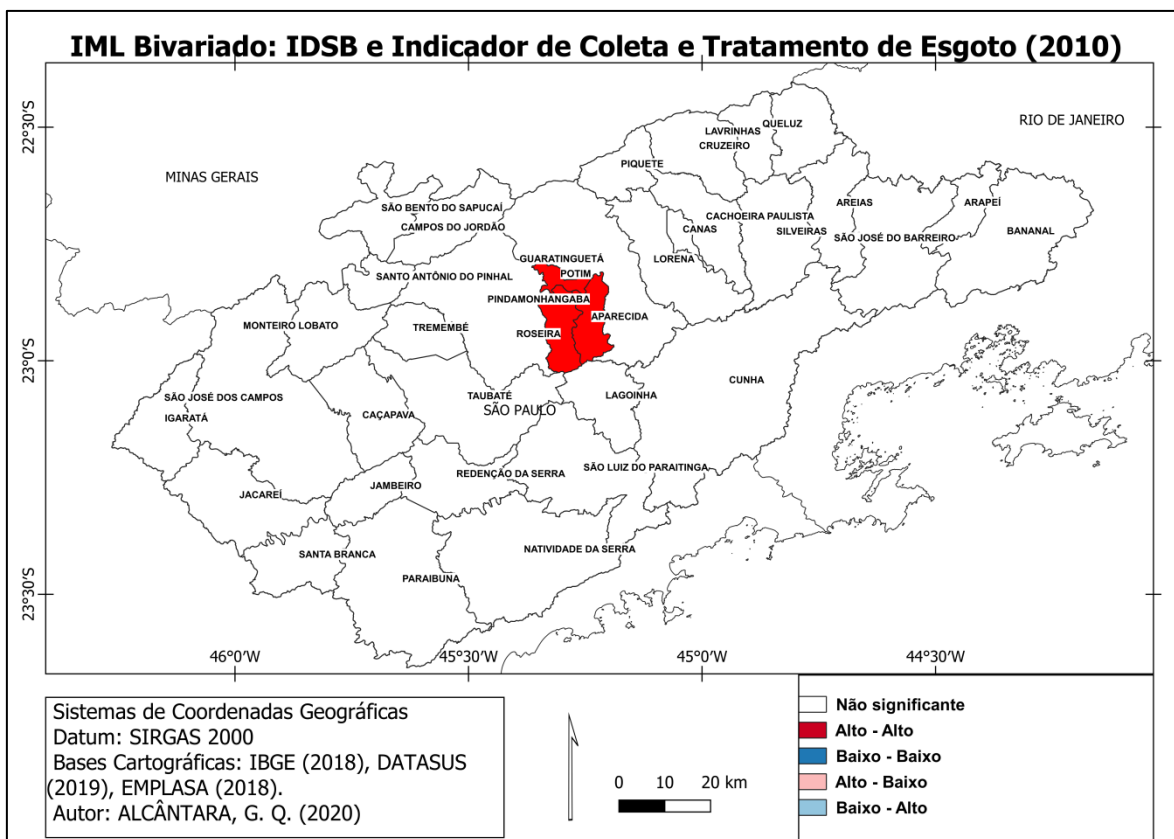 IML Bivariado: IDSB e Indicador de Coleta e Tratamento de Esgoto (2010)
22°30'S
RIO DE JANEIRO
QUELUZ
LAVRINHAS
CRUZEIRO
PIQUETE
MINAS GERAIS
SÃO BENTO DO SAPUCAÍ
CAMPOS DO JORDÃO
AREIAS
ARAPEÍ
CACHOEIRA PAULISTA
CANAS
SILVEIRAS
BANANAL
SÃO JOSÉ DO BARREIRO
GUARATINGUETÁ
LORENA
POTIM
SANTO ANTÔNIO DO PINHAL
PINDAMONHANGABA
APARECIDA
MONTEIRO LOBATO
TREMEMBÉ
ROSEIRA
23°00'S
CUNHA
SÃO JOSÉ DOS CAMPOS
TAUBATÉ
LAGOINHA
SÃO PAULO
CAÇAPAVA
IGARATÁ
SÃO LUIZ DO PARAITINGA
REDENÇÃO DA SERRA
JAMBEIRO
JACAREÍ
NATIVIDADE DA SERRA
SANTA BRANCA
PARAIBUNA
23°30'S
46°0'W
45°30'W
45°0'W
44°30'W
Sistemas de Coordenadas Geográficas
Datum: SIRGAS 2000
Bases Cartográficas: IBGE (2018), DATASUS
(2019), EMPLASA (2018).
Autor: ALCÂNTARA, G. Q. (2020)
0 10 20 km
Não significante
Alto - Alto
Baixo - Baixo
Alto - Baixo
Baixo - Alto